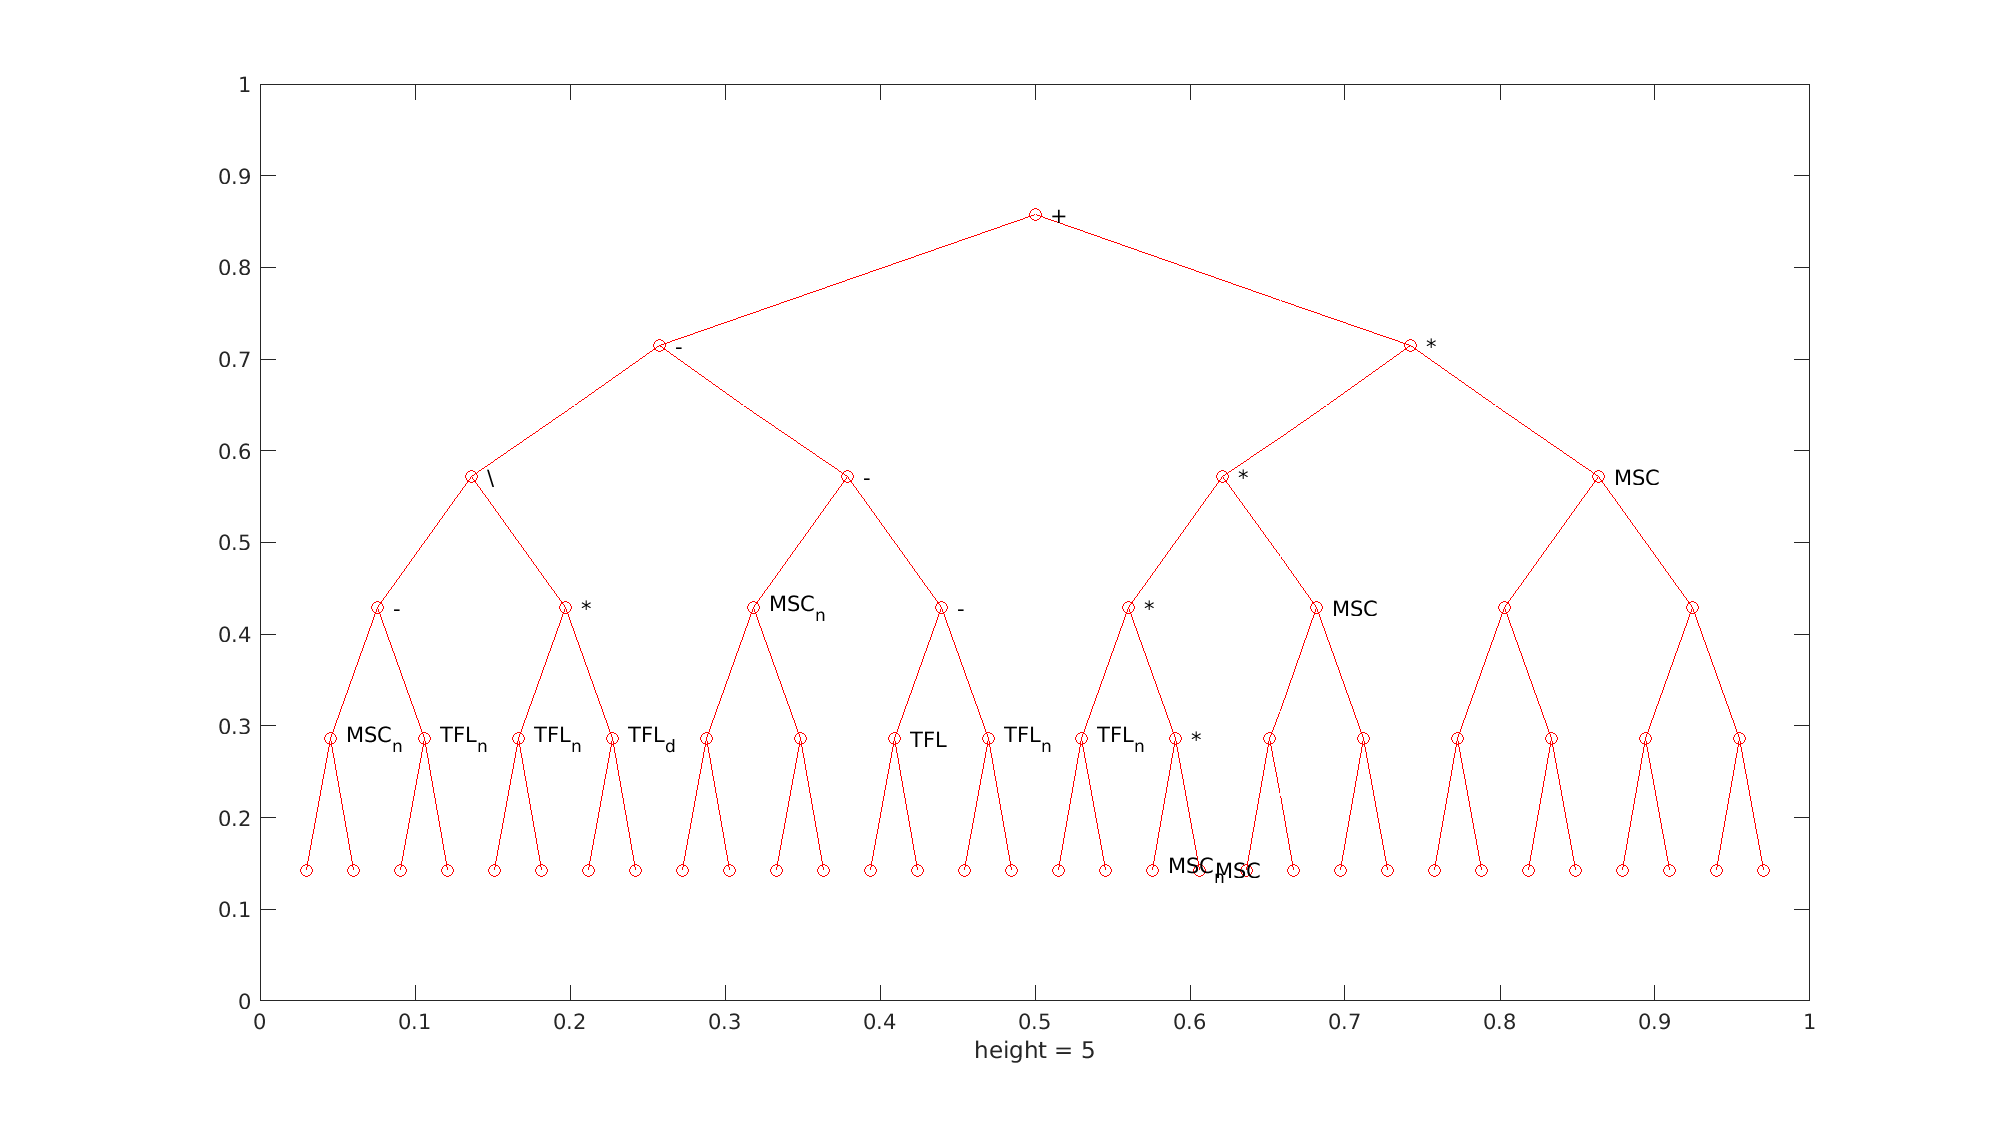 1
0.9
+
0.8
- *
0.7
0.6
\ - * MSC
0.5
- * MSCn - * MSC
0.4
0.3
MSCn TFLn TFLn TFLd TFL TFLn TFLn *
0.2
MSCn MSC
0.1
0
0 0.1 0.2 0.3 0.4 0.5 0.6 0.7 0.8 0.9 1
height = 5